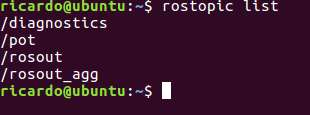 ricardo@ubuntu:~$ rostopic list
/diagnostics
/pot
/rosout
/rosout_agg
ricardo@ubuntu:~$